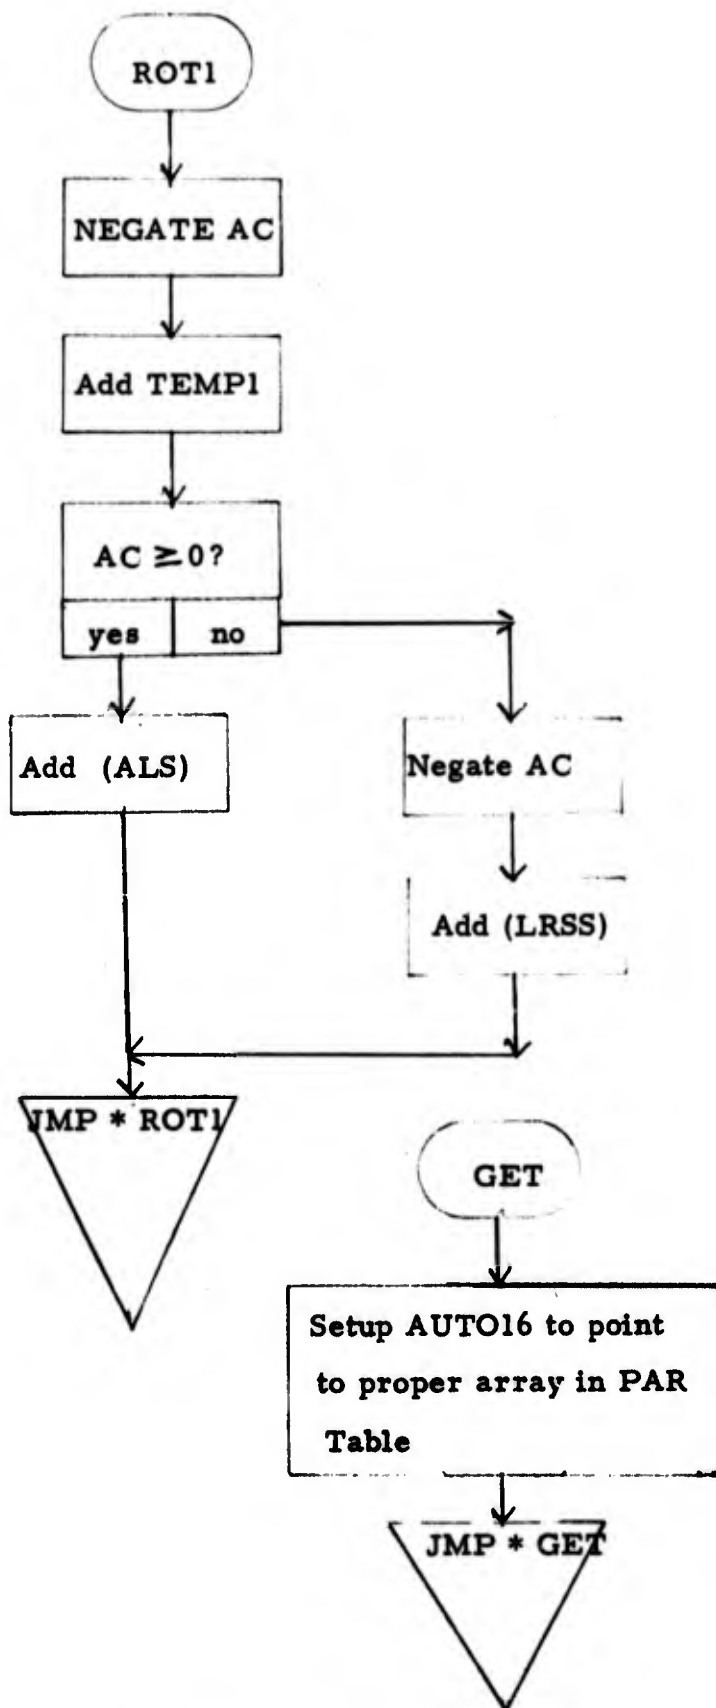 ROT1
NEGATE AC
Add TEMP1
AC ≥ 0?
yes no
Add (ALS)
Negate AC
Add (LRSS)
JMP * ROT1
GET
Setup AUTO16 to point
to proper array in PAR
Table
JMP * GET